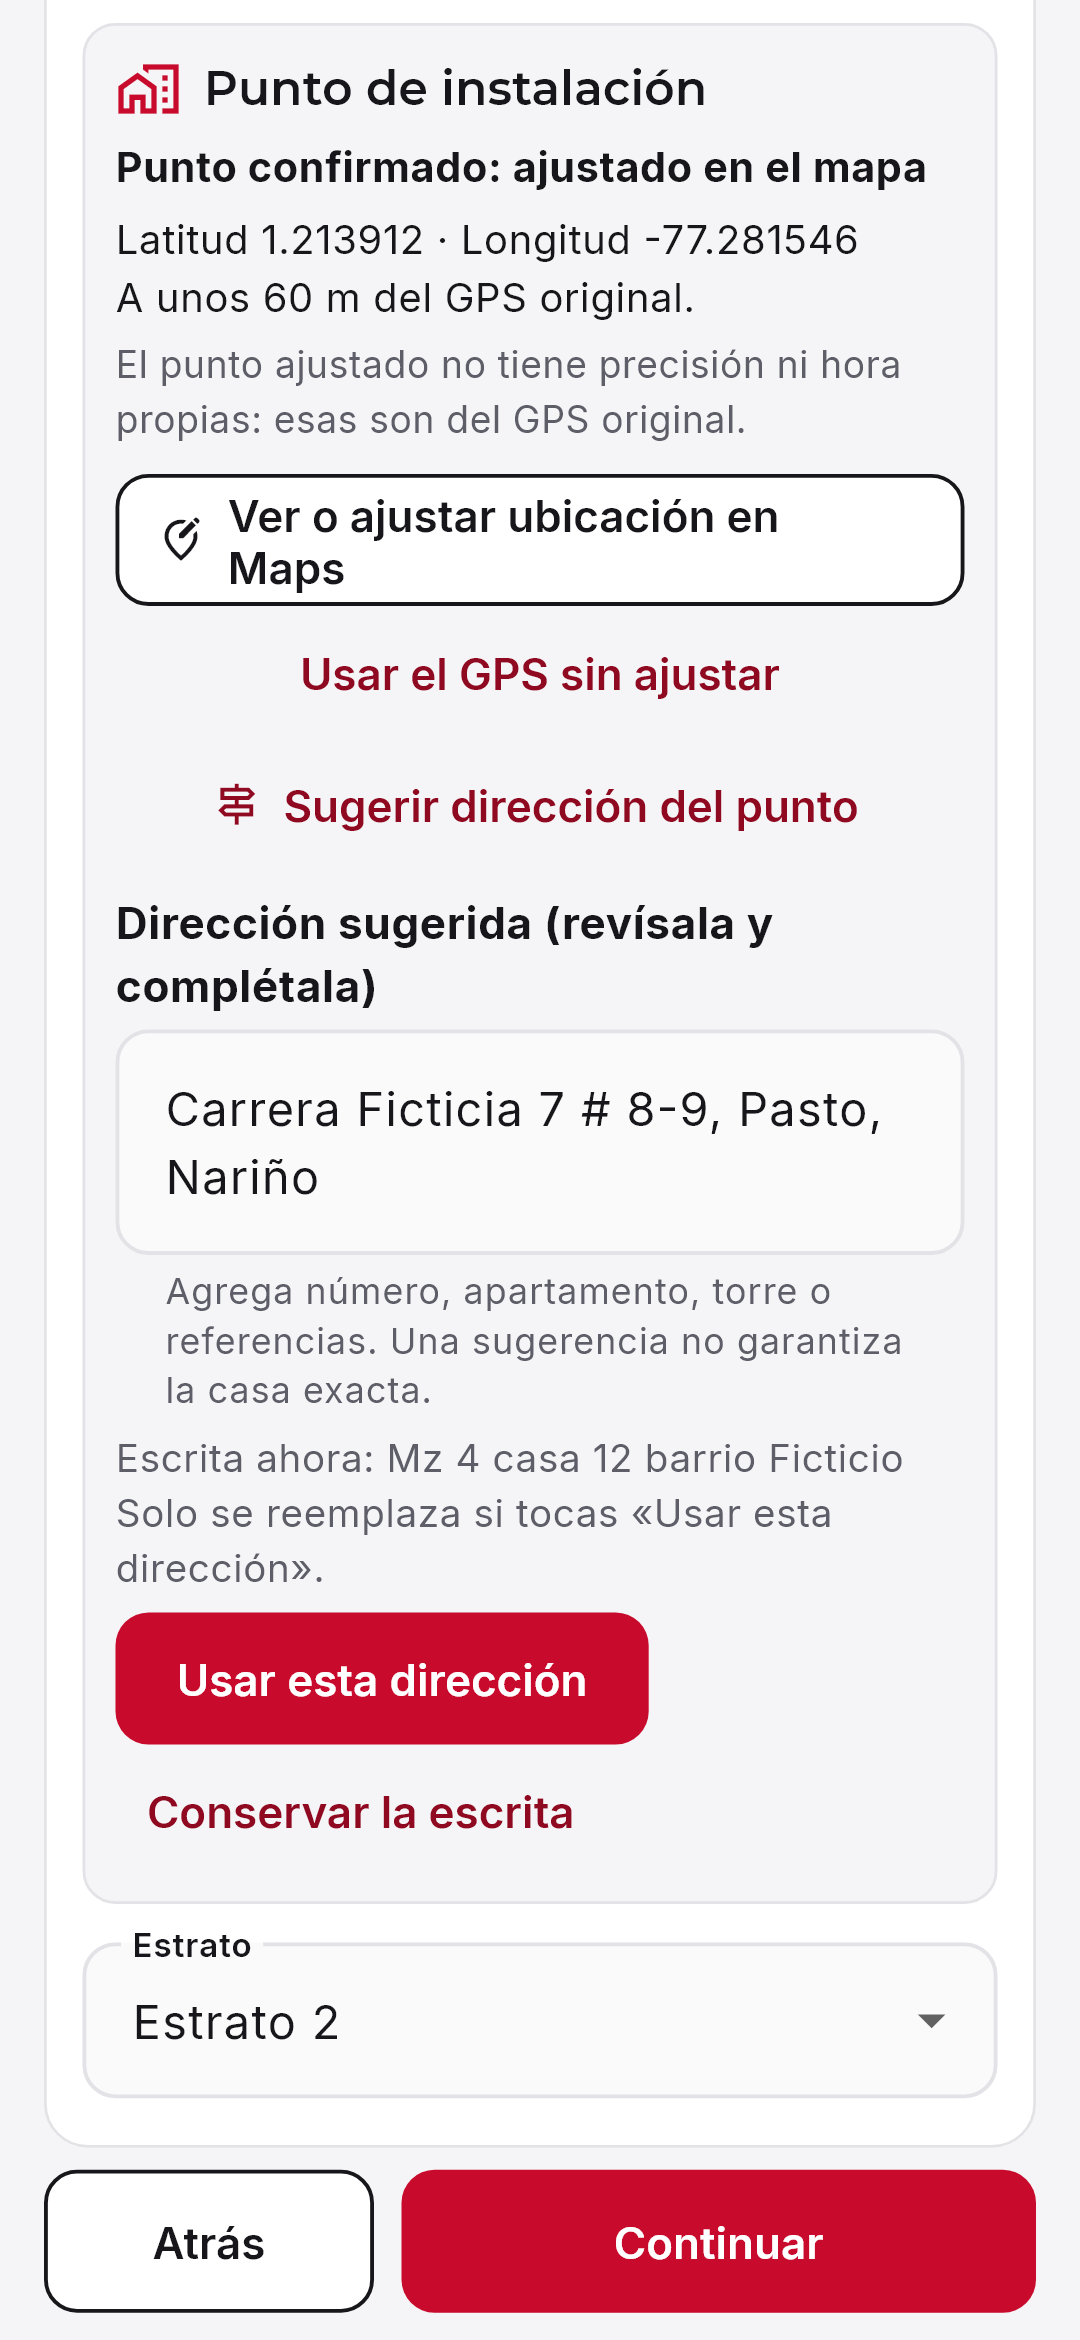 Punto de instalación
Punto confirmado: ajustado en el mapa
Latitud 1.213912 · Longitud -77.281546
A unos 60 m del GPS original.
El punto ajustado no tiene precisión ni hora
propias: esas son del GPS original.
Ver o ajustar ubicación en
Maps
Usar el GPS sin ajustar
Sugerir dirección del punto
Dirección sugerida (revísala y
complétala)
Carrera Ficticia 7 # 8-9, Pasto,
Nariño
Agrega número, apartamento, torre o
referencias. Una sugerencia no garantiza
la casa exacta.
Escrita ahora: Mz 4 casa 12 barrio Ficticio
Solo se reemplaza si tocas «Usar esta
dirección».
Usar esta dirección
Conservar la escrita
Estrato
Estrato 2
Atrás
Continuar